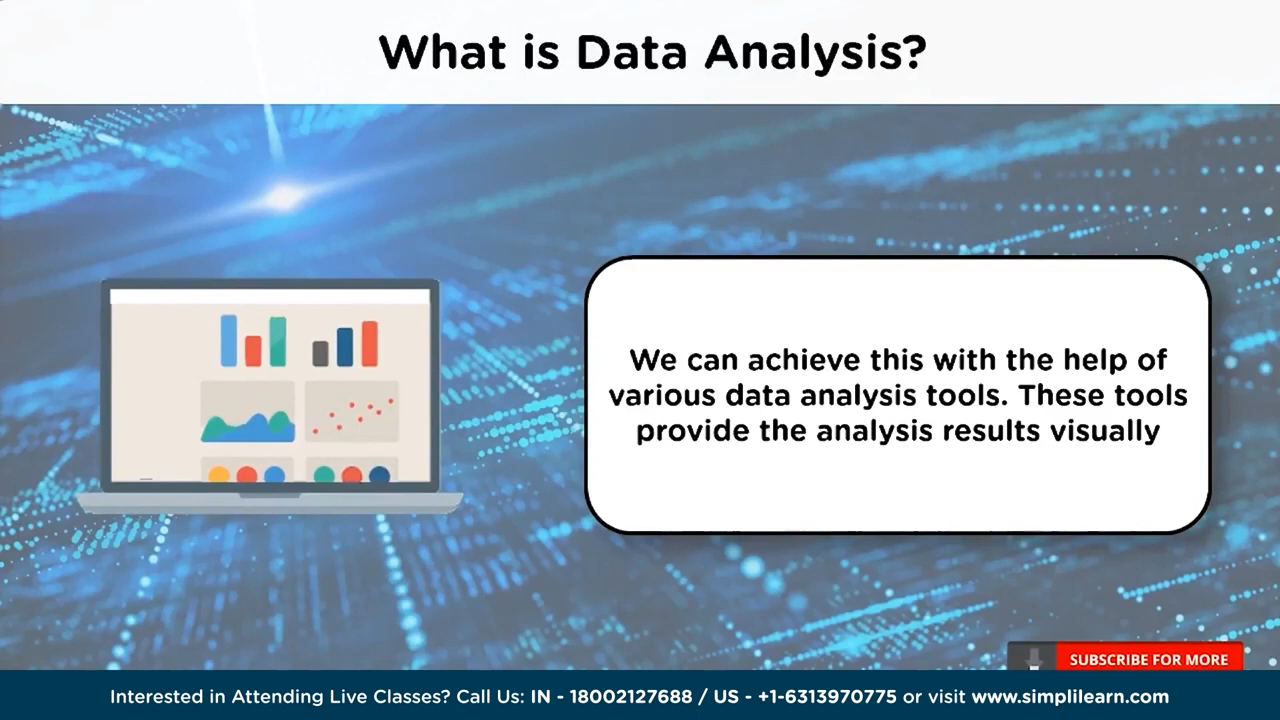 What is Data Analysis?
We can achieve this with the help of
various data analysis tools. These tools
provide the analysis results visually
SUBSCRIBE FOR MORE
Interested in Attending Live Classes? Call Us: IN - 18002127688 / US - +1-6313970775 or visit www.simplilearn.com